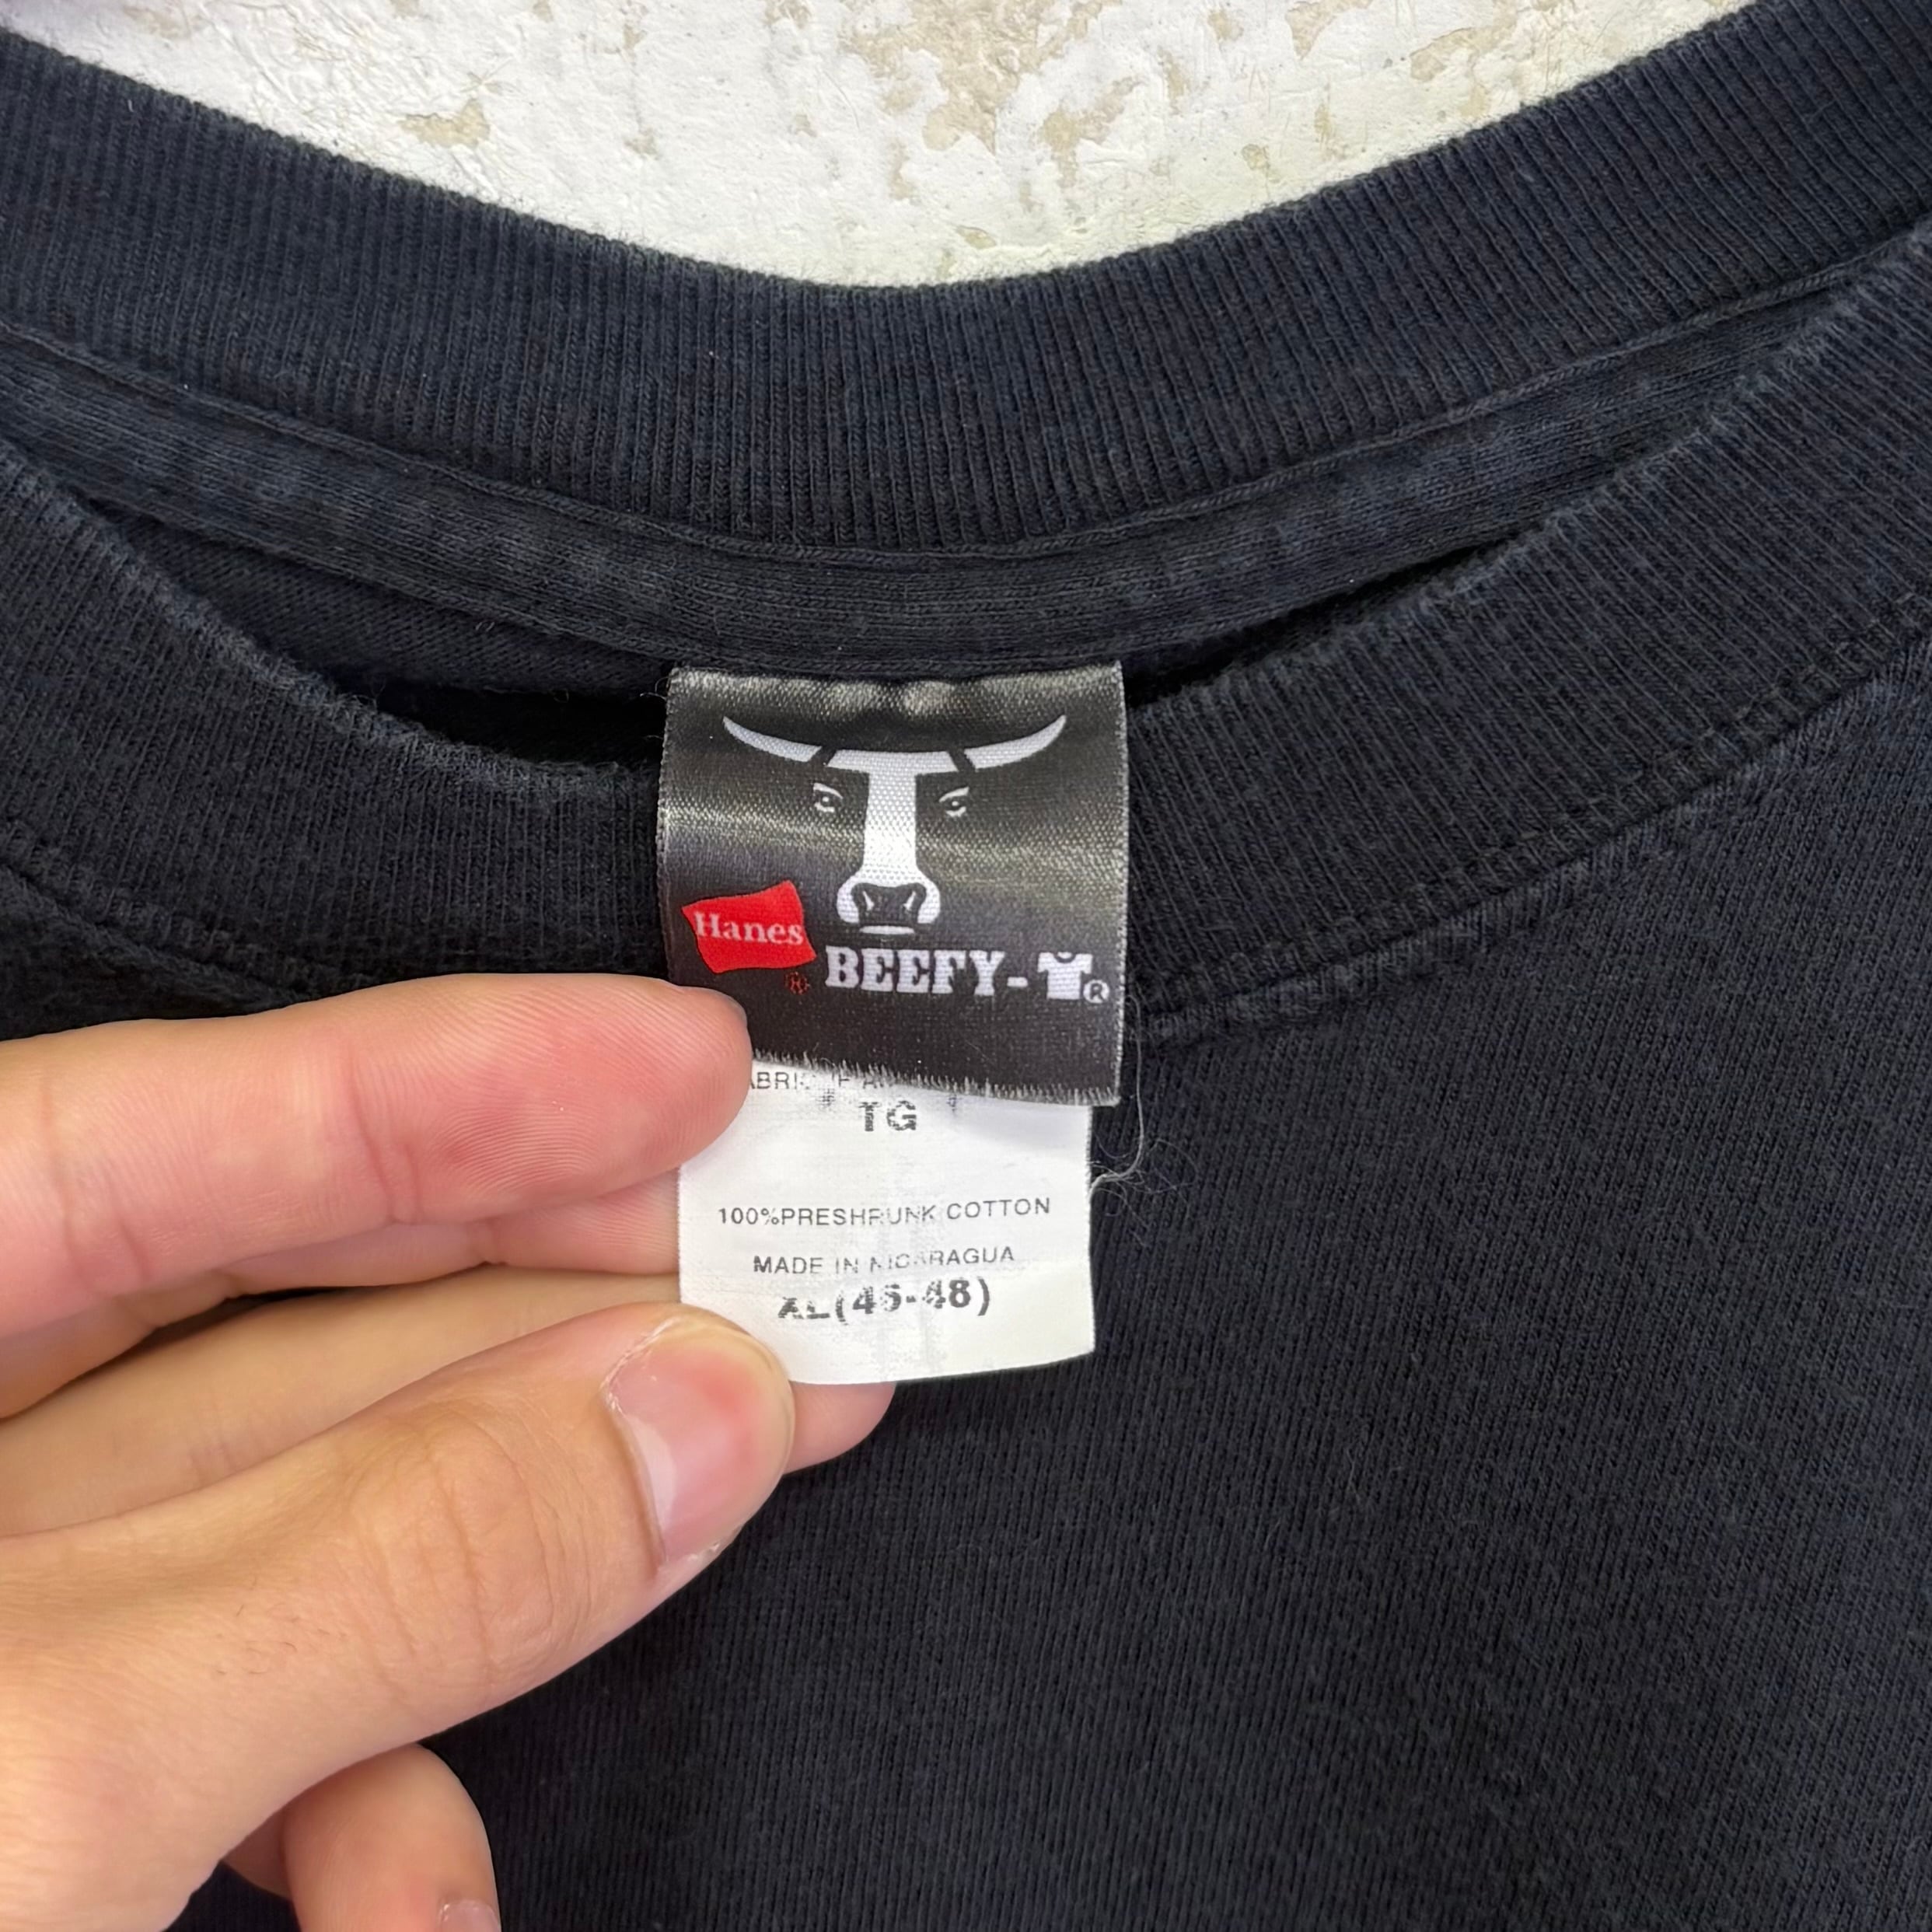 Hanes
®
BEEFY-T®
TG
100%PRESHRUNK COTTON
MADE IN NICARAGUA
XL(46-48)